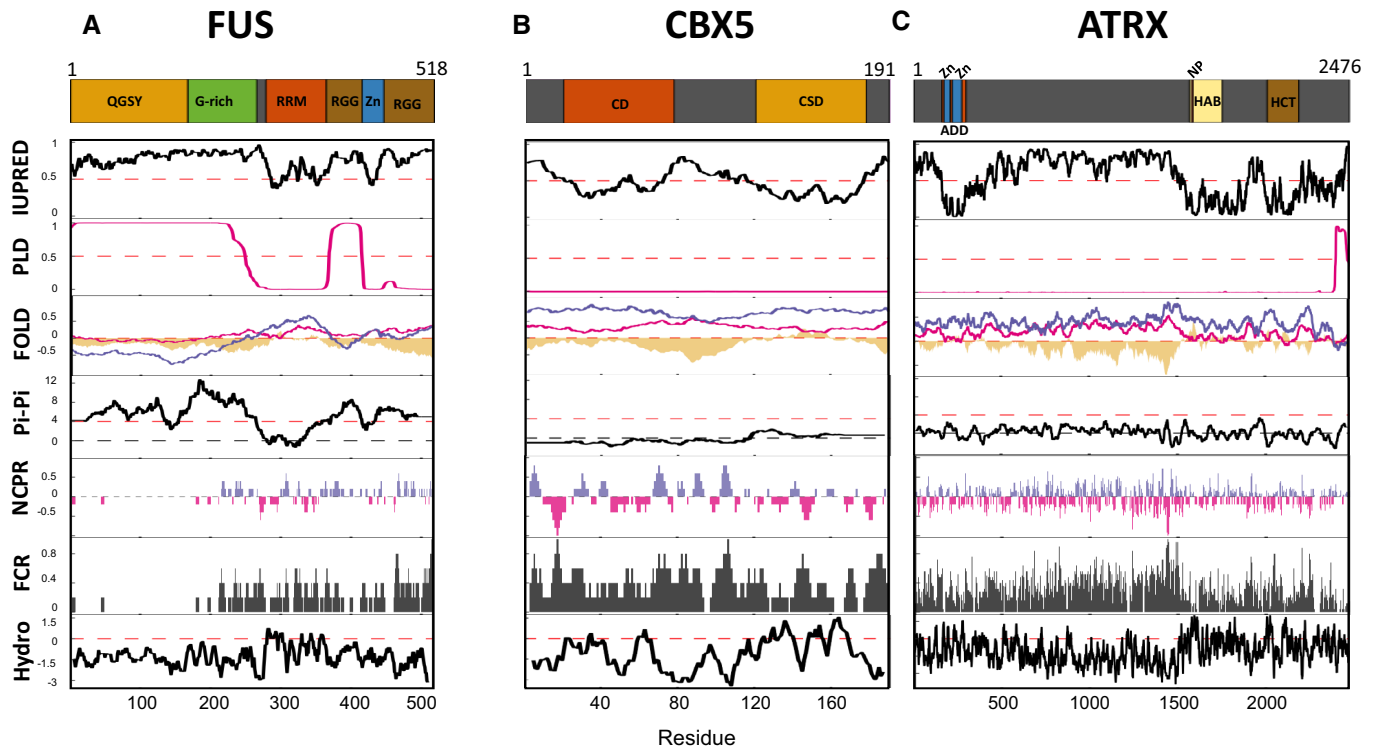 A FUS B CBX5 C ATRX
1 518 1 191 1 2476
QGSY G-rich RRM RGG Zn RGG CD CSD Zn Zn NP HAB HCT
ADD
IUPRED
1
0.5
0
PLD
1
0.5
0
FOLD
0.5
0
-0.5
Pi-Pi
12
8
4
0
NCPR
0.5
0
-0.5
FCR
0.8
0.4
0
Hydro
1.5
0
-1.5
-3
100 200 300 400 500 40 80 120 160 500 1000 1500 2000
Residue